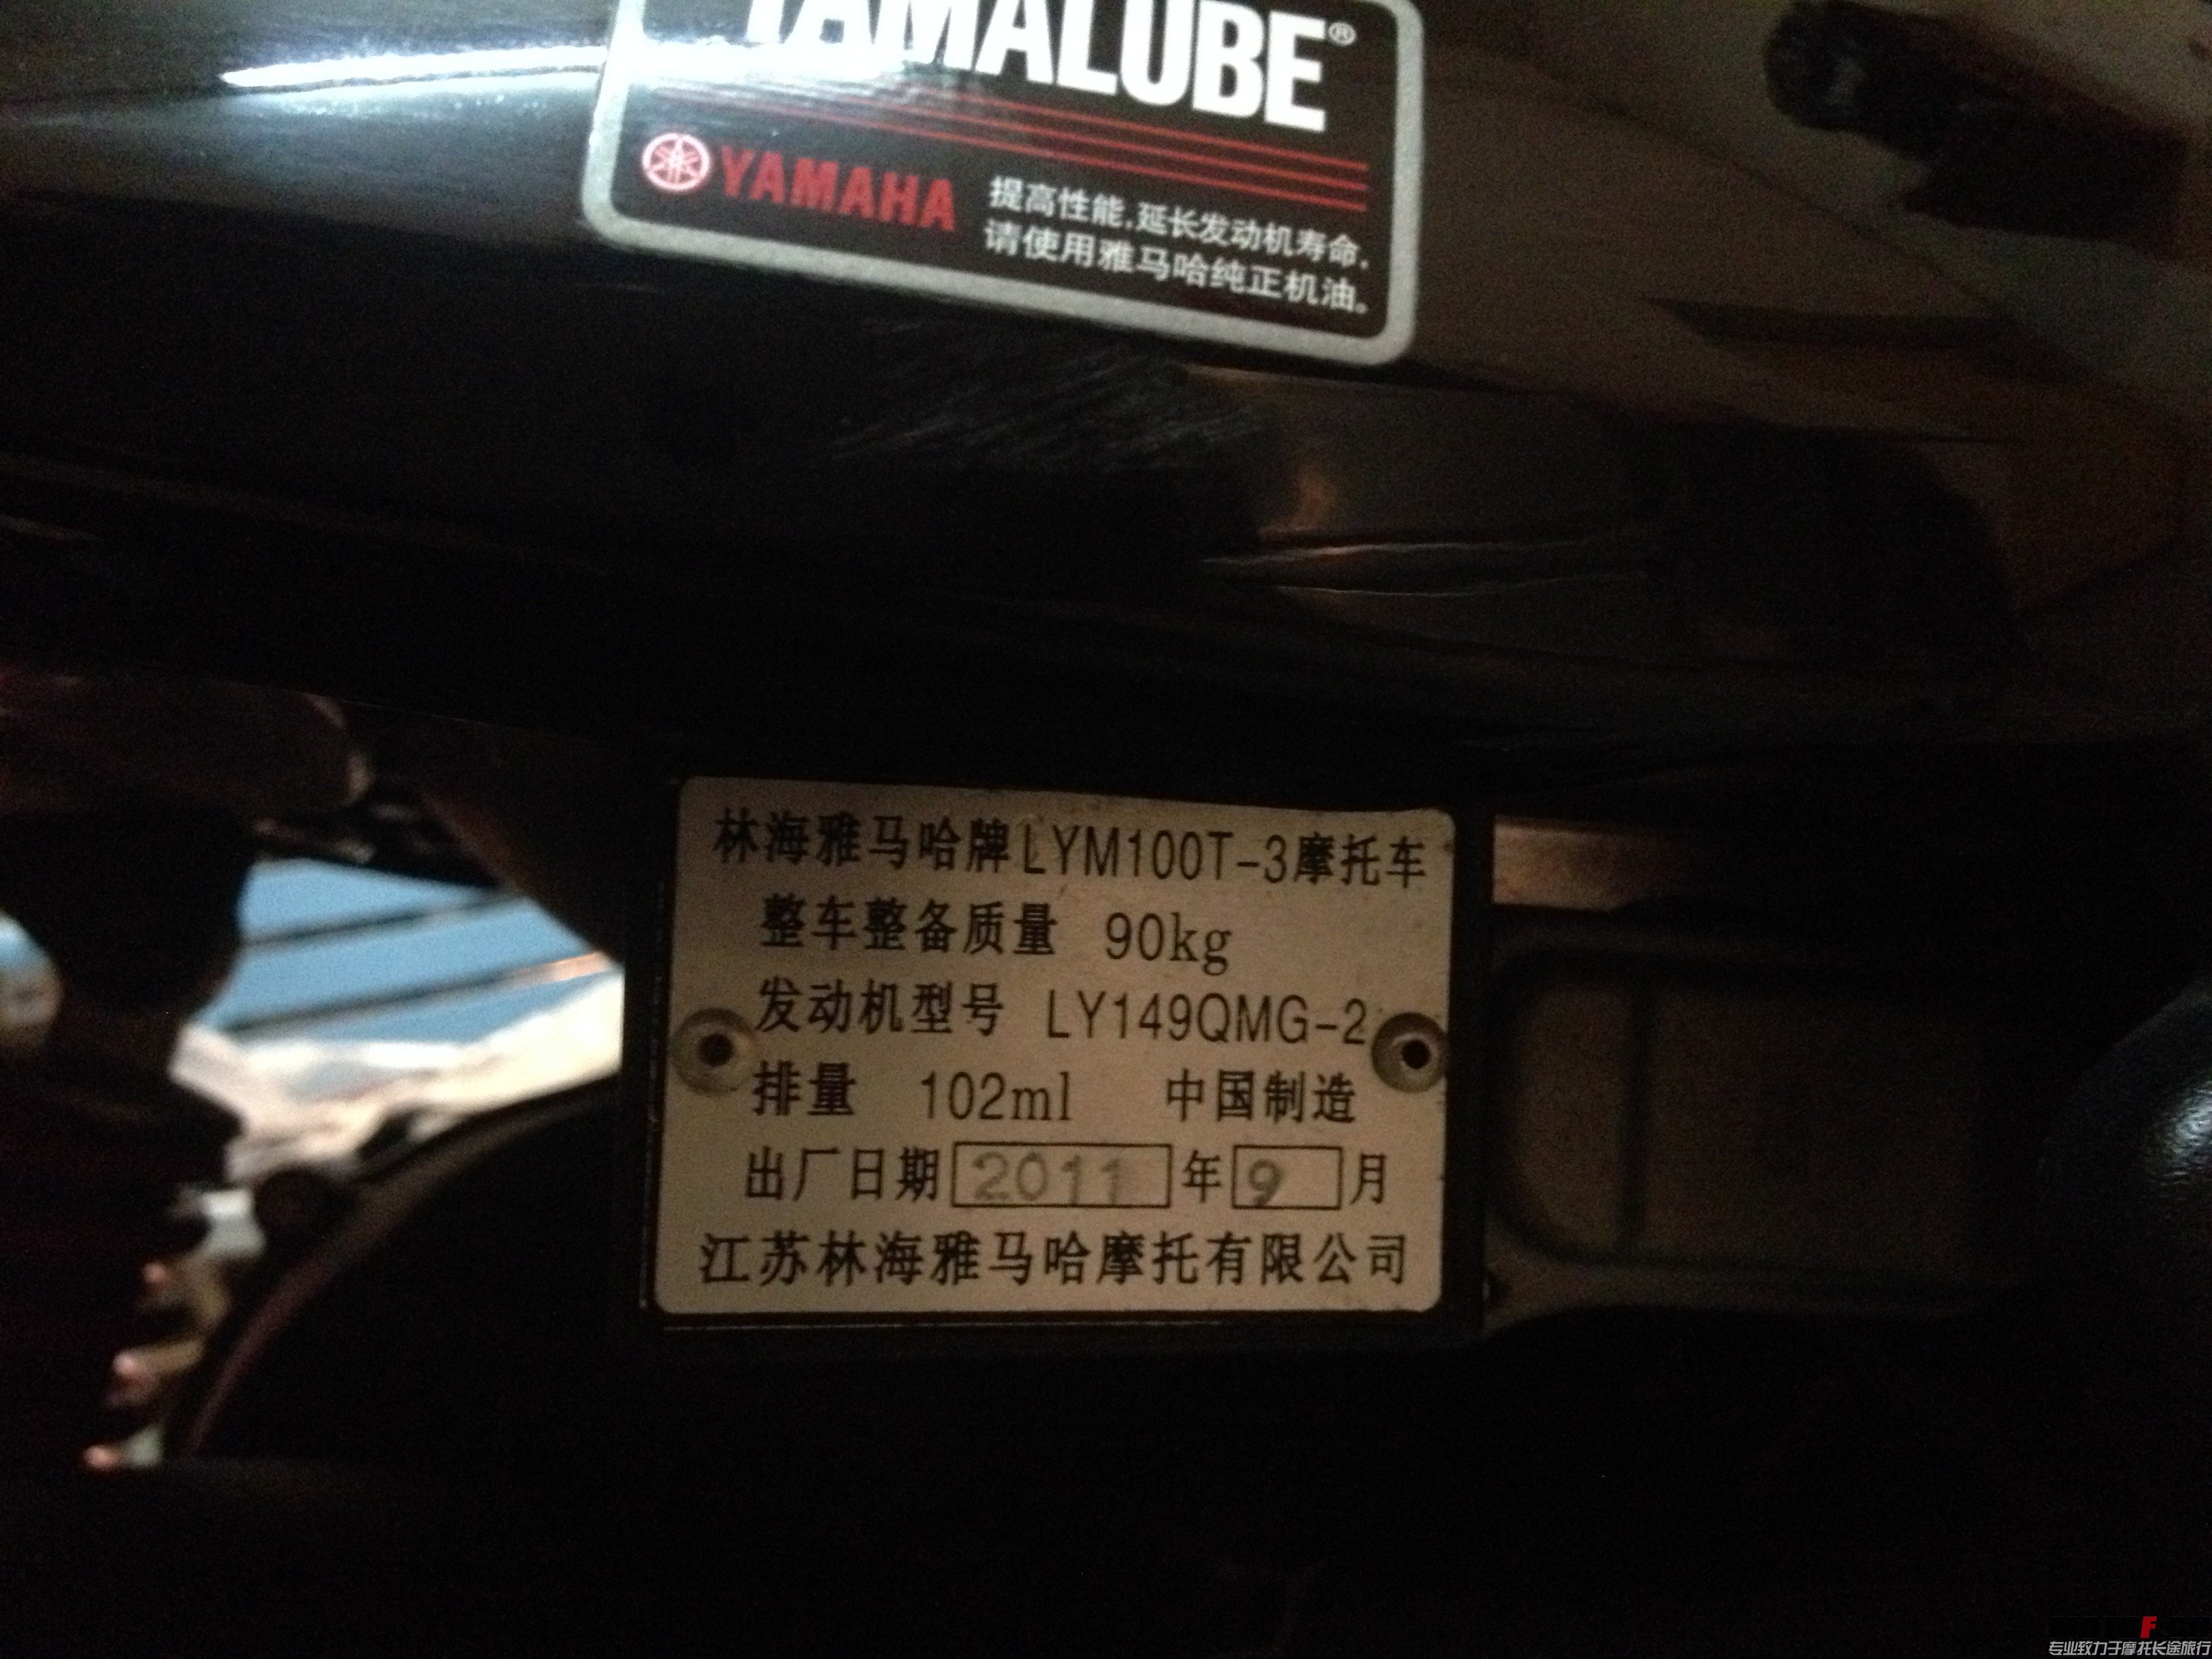 YAMALUBE®
YAMAHA
提高性能,延长发动机寿命,
请使用雅马哈纯正机油。
林海雅马哈牌LYM100T-3摩托车
整车整备质量 90kg
发动机型号 LY149QMG-2
排量 102ml 中国制造
出厂日期 2011 年 9 月
江苏林海雅马哈摩托有限公司
F
专业致力于摩托长途旅行